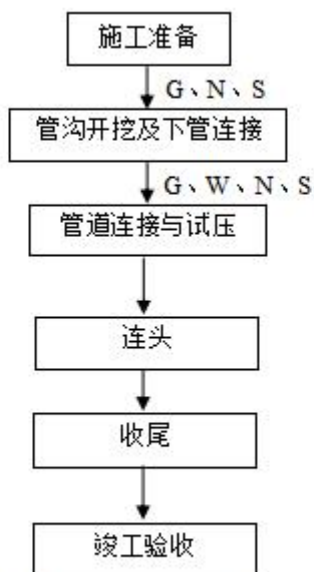 施工准备
G、N、S
管沟开挖及下管连接
G、W、N、S
管道连接与试压
连头
收尾
竣工验收